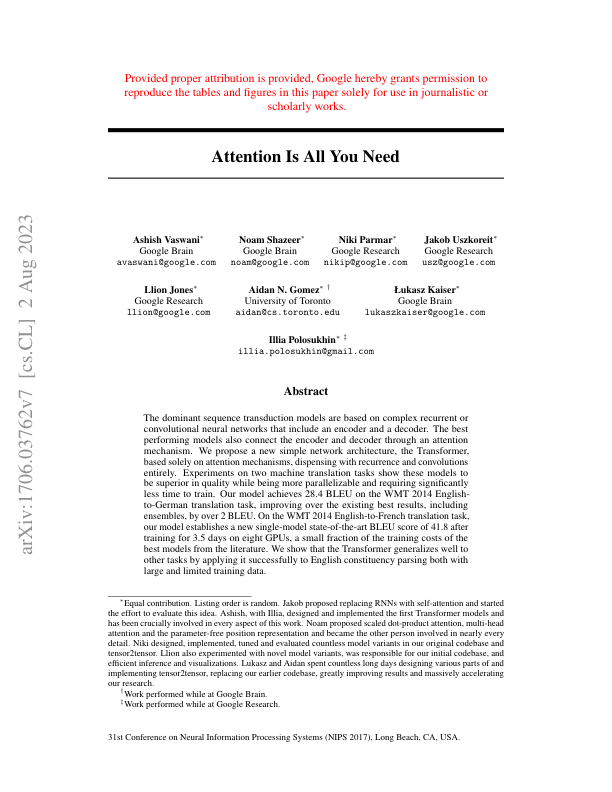 Provided proper attribution is provided, Google hereby grants permission to
reproduce the tables and figures in this paper solely for use in journalistic or
scholarly works.
Attention Is All You Need
Ashish Vaswani∗
Google Brain
avaswani@google.com
Noam Shazeer∗
Google Brain
noam@google.com
Niki Parmar∗
Google Research
nikip@google.com
Jakob Uszkoreit∗
Google Research
usz@google.com
Llion Jones∗
Google Research
llion@google.com
Aidan N. Gomez∗ †
University of Toronto
aidan@cs.toronto.edu
Łukasz Kaiser∗
Google Brain
lukaszkaiser@google.com
Illia Polosukhin∗ ‡
illia.polosukhin@gmail.com
Abstract
The dominant sequence transduction models are based on complex recurrent or
convolutional neural networks that include an encoder and a decoder. The best
performing models also connect the encoder and decoder through an attention
mechanism. We propose a new simple network architecture, the Transformer,
based solely on attention mechanisms, dispensing with recurrence and convolutions
entirely. Experiments on two machine translation tasks show these models to
be superior in quality while being more parallelizable and requiring significantly
less time to train. Our model achieves 28.4 BLEU on the WMT 2014 English-
to-German translation task, improving over the existing best results, including
ensembles, by over 2 BLEU. On the WMT 2014 English-to-French translation task,
our model establishes a new single-model state-of-the-art BLEU score of 41.8 after
training for 3.5 days on eight GPUs, a small fraction of the training costs of the
best models from the literature. We show that the Transformer generalizes well to
other tasks by applying it successfully to English constituency parsing both with
large and limited training data.
∗Equal contribution. Listing order is random. Jakob proposed replacing RNNs with self-attention and started
the effort to evaluate this idea. Ashish, with Illia, designed and implemented the first Transformer models and
has been crucially involved in every aspect of this work. Noam proposed scaled dot-product attention, multi-head
attention and the parameter-free position representation and became the other person involved in nearly every
detail. Niki designed, implemented, tuned and evaluated countless model variants in our original codebase and
tensor2tensor. Llion also experimented with novel model variants, was responsible for our initial codebase, and
efficient inference and visualizations. Lukasz and Aidan spent countless long days designing various parts of and
implementing tensor2tensor, replacing our earlier codebase, greatly improving results and massively accelerating
our research.
†Work performed while at Google Brain.
‡Work performed while at Google Research.
31st Conference on Neural Information Processing Systems (NIPS 2017), Long Beach, CA, USA.
arXiv:1706.03762v7 [cs.CL] 2 Aug 2023